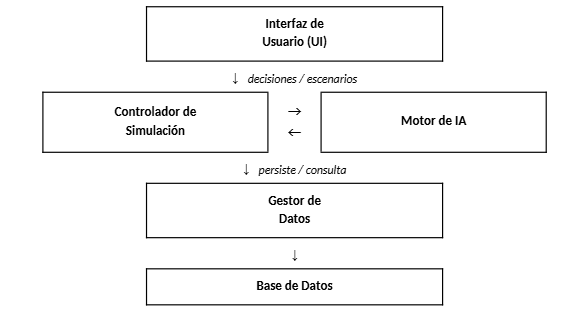 Interfaz de
Usuario (UI)
↓ decisiones / escenarios
Controlador de
Simulación
→
←
Motor de IA
↓ persiste / consulta
Gestor de
Datos
↓
Base de Datos